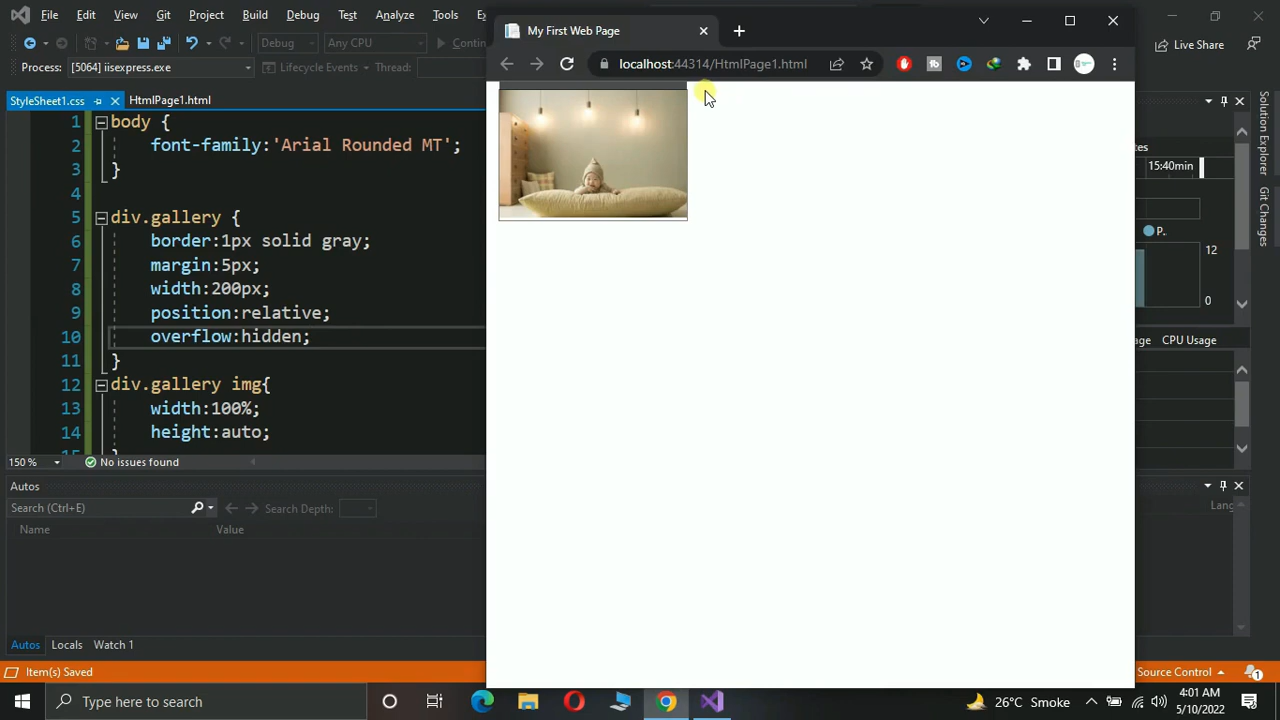 File Edit View Git Project Build Debug Test Analyze Tools
Debug Any CPU Contin
Live Share
Process: [5064] iisexpress.exe Lifecycle Events
StyleSheet1.css HtmlPage1.html
1 body {
2 font-family:'Arial Rounded MT';
3 }
4
5 div.gallery {
6 border:1px solid gray;
7 margin:5px;
8 width:200px;
9 position:relative;
10 overflow:hidden;
11 }
12 div.gallery img{
13 width:100%;
14 height:auto;
150 % No issues found
Autos
Search (Ctrl+E) Search Depth:
Name Value
Autos Locals Watch 1
Item(s) Saved
My First Web Page
localhost:44314/HtmlPage1.html
15:40min
P..
12
0
CPU Usage
Lang
Solution Explorer
Git Changes
Source Control
1
Type here to search
26°C Smoke
4:01 AM
5/10/2022